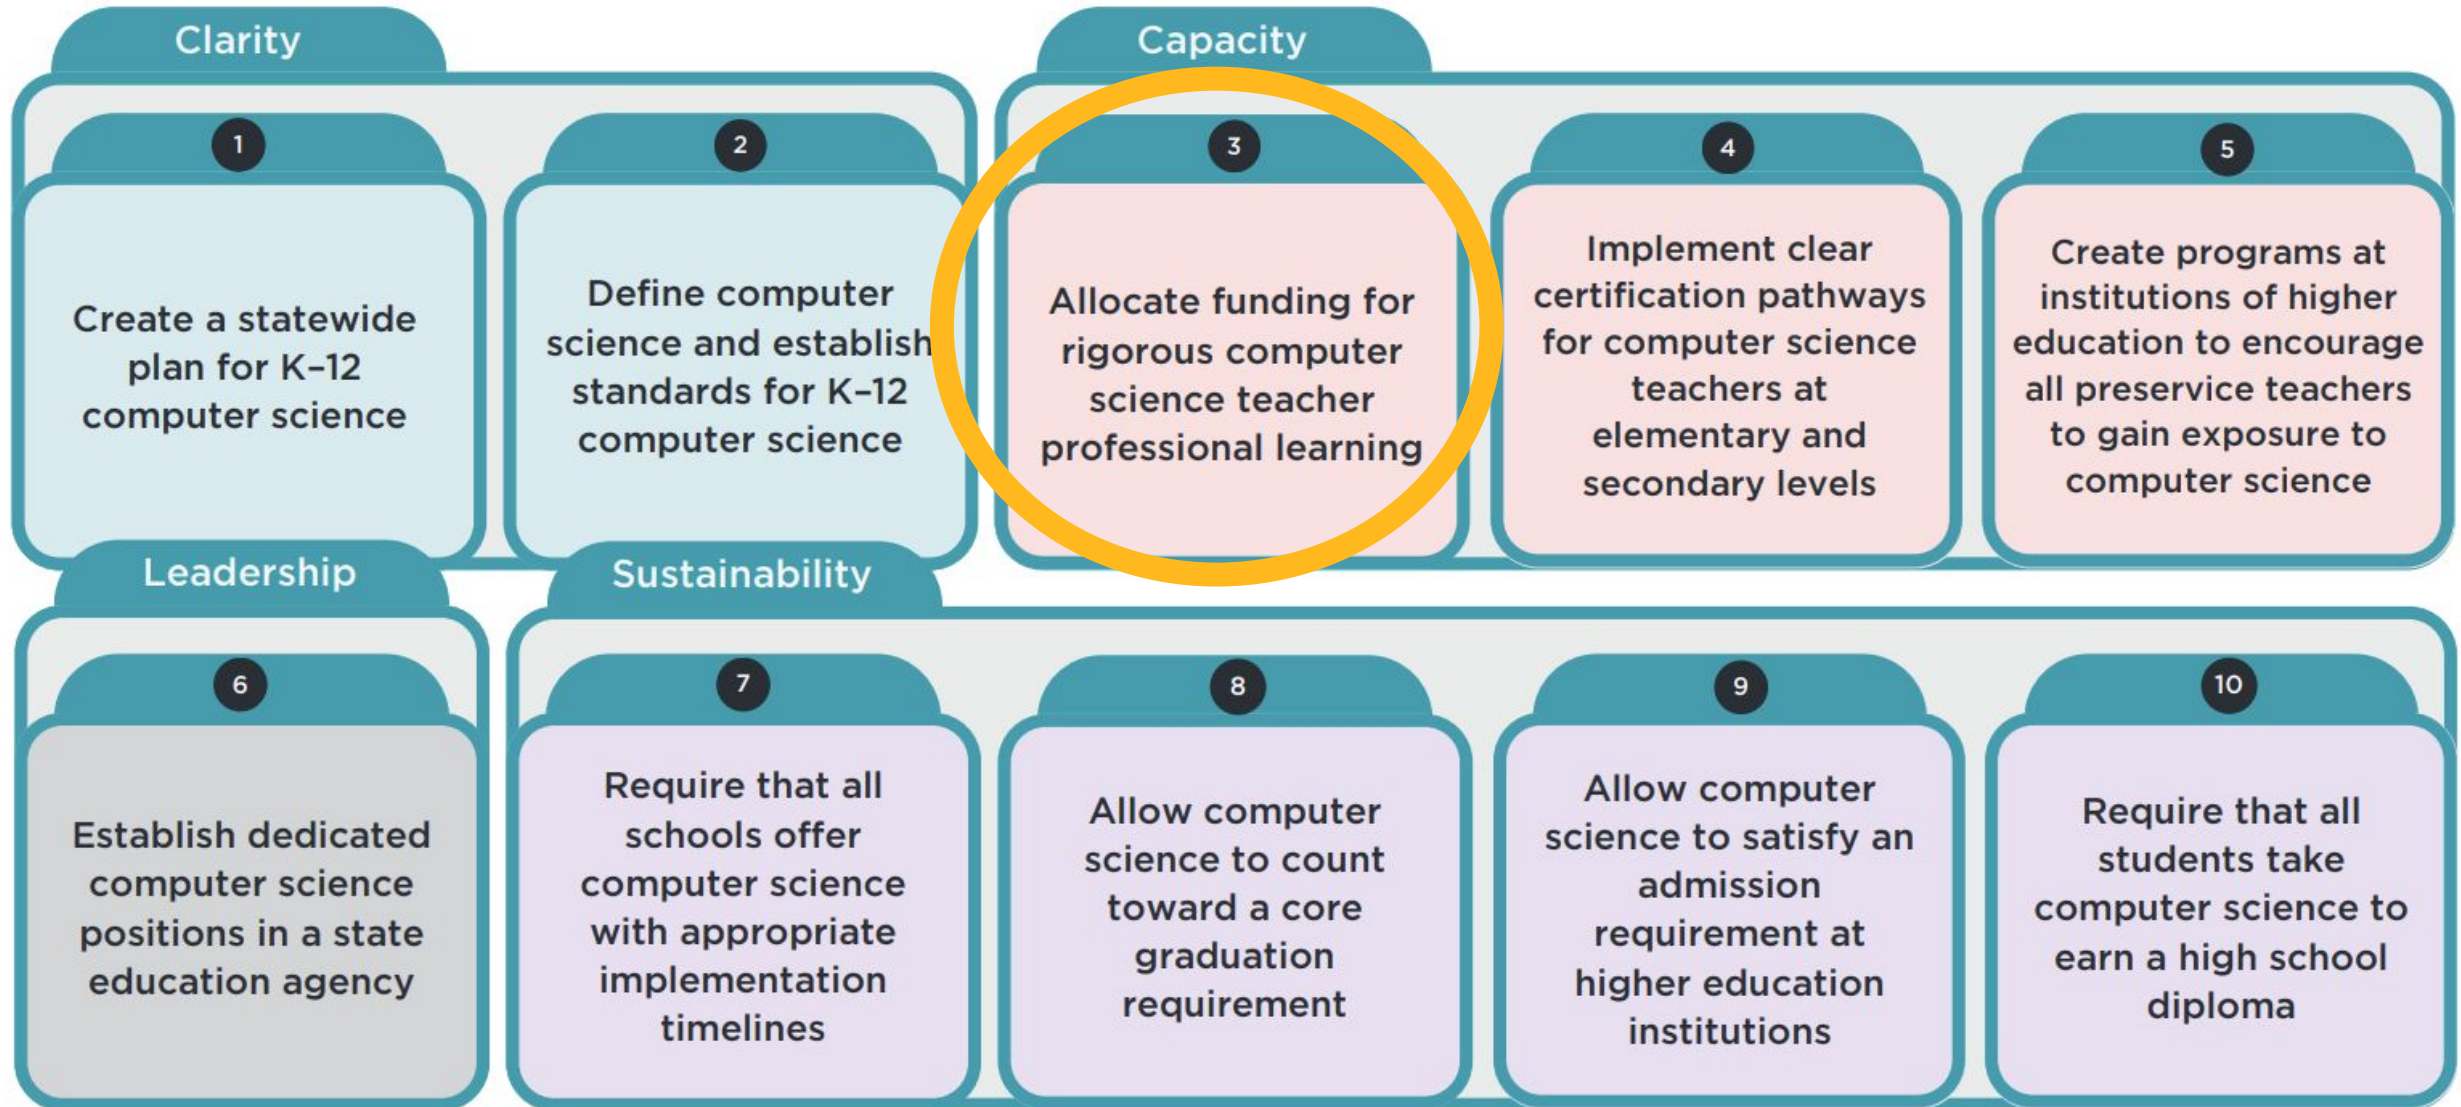 Clarity
1
Create a statewide
plan for K–12
computer science
2
Define computer
science and establish
standards for K–12
computer science
Capacity
3
Allocate funding for
rigorous computer
science teacher
professional learning
4
Implement clear
certification pathways
for computer science
teachers at
elementary and
secondary levels
5
Create programs at
institutions of higher
education to encourage
all preservice teachers
to gain exposure to
computer science
Leadership
6
Establish dedicated
computer science
positions in a state
education agency
Sustainability
7
Require that all
schools offer
computer science
with appropriate
implementation
timelines
8
Allow computer
science to count
toward a core
graduation
requirement
9
Allow computer
science to satisfy an
admission
requirement at
higher education
institutions
10
Require that all
students take
computer science to
earn a high school
diploma